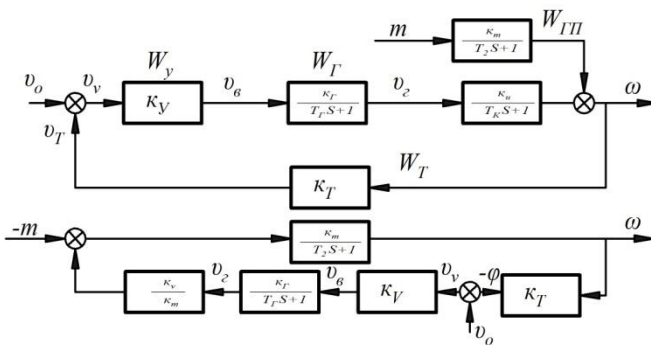 m κ_m / T_2 S+1 W_ГП
W_y W_Г
υ_o υ_v κ_У υ_в κ_Г / T_Г S+1 υ_г κ_н / T_K S+1 ω
υ_T
κ_T W_T
-m κ_m / T_2 S+1 ω
κ_v / κ_m υ_г κ_Г / T_Г S+1 υ_в κ_V υ_v -φ κ_T
υ_o